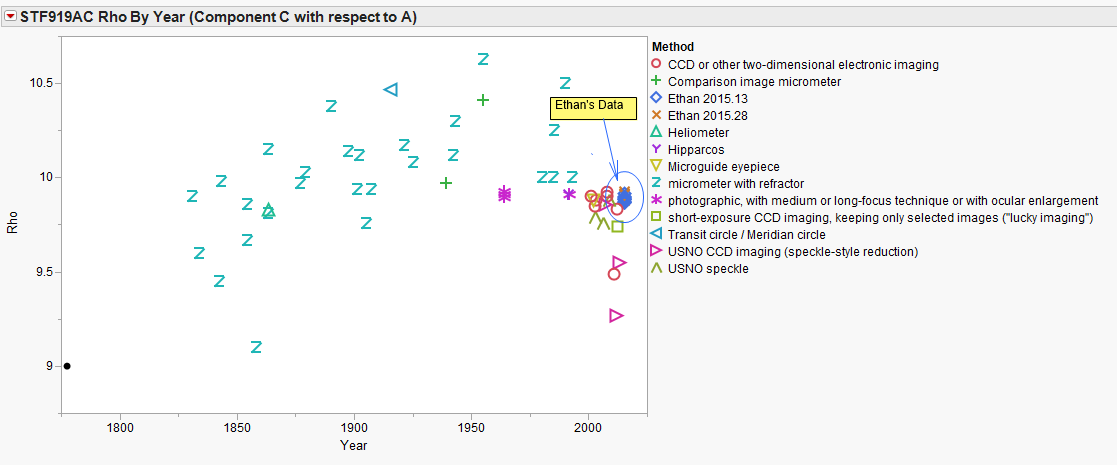 STF919AC Rho By Year (Component C with respect to A)
10.5
10
9.5
9
Rho
1800
1850
1900
1950
2000
Year
Ethan's Data
Method
CCD or other two-dimensional electronic imaging
Comparison image micrometer
Ethan 2015.13
Ethan 2015.28
Heliometer
Hipparcos
Microguide eyepiece
micrometer with refractor
photographic, with medium or long-focus technique or with ocular enlargement
short-exposure CCD imaging, keeping only selected images ("lucky imaging")
Transit circle / Meridian circle
USNO CCD imaging (speckle-style reduction)
USNO speckle